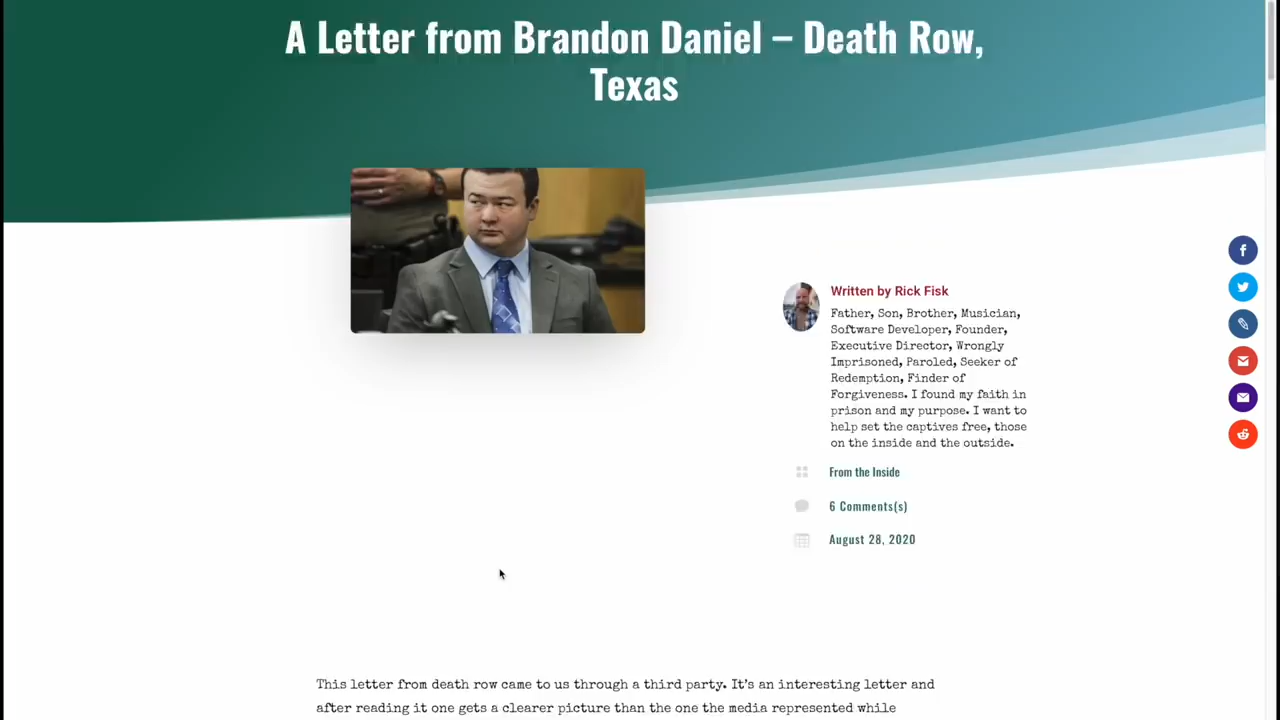 A Letter from Brandon Daniel – Death Row,
Texas
Written by Rick Fisk
Father, Son, Brother, Musician,
Software Developer, Founder,
Executive Director, Wrongly
Imprisoned, Paroled, Seeker of
Redemption, Finder of
Forgiveness. I found my faith in
prison and my purpose. I want to
help set the captives free, those
on the inside and the outside.
From the Inside
6 Comments(s)
August 28, 2020
This letter from death row came to us through a third party. It’s an interesting letter and
after reading it one gets a clearer picture than the one the media represented while